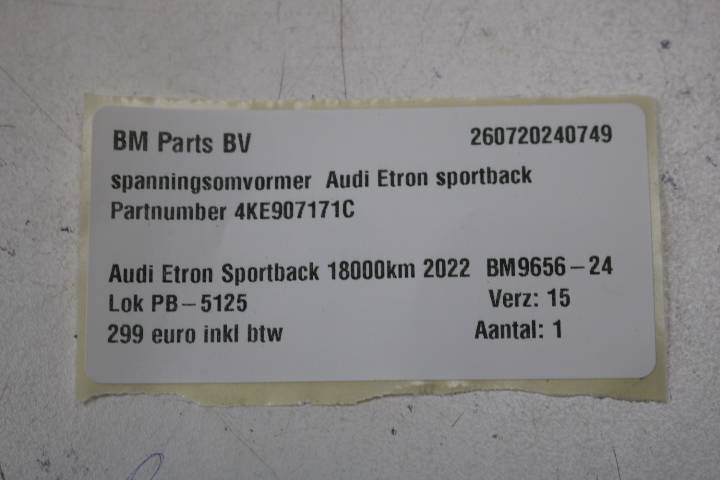 BM Parts BV 260720240749
spanningsomvormer Audi Etron sportback
Partnumber 4KE907171C
Audi Etron Sportback 18000km 2022 BM9656-24
Lok PB-5125 Verz: 15
299 euro inkl btw Aantal: 1